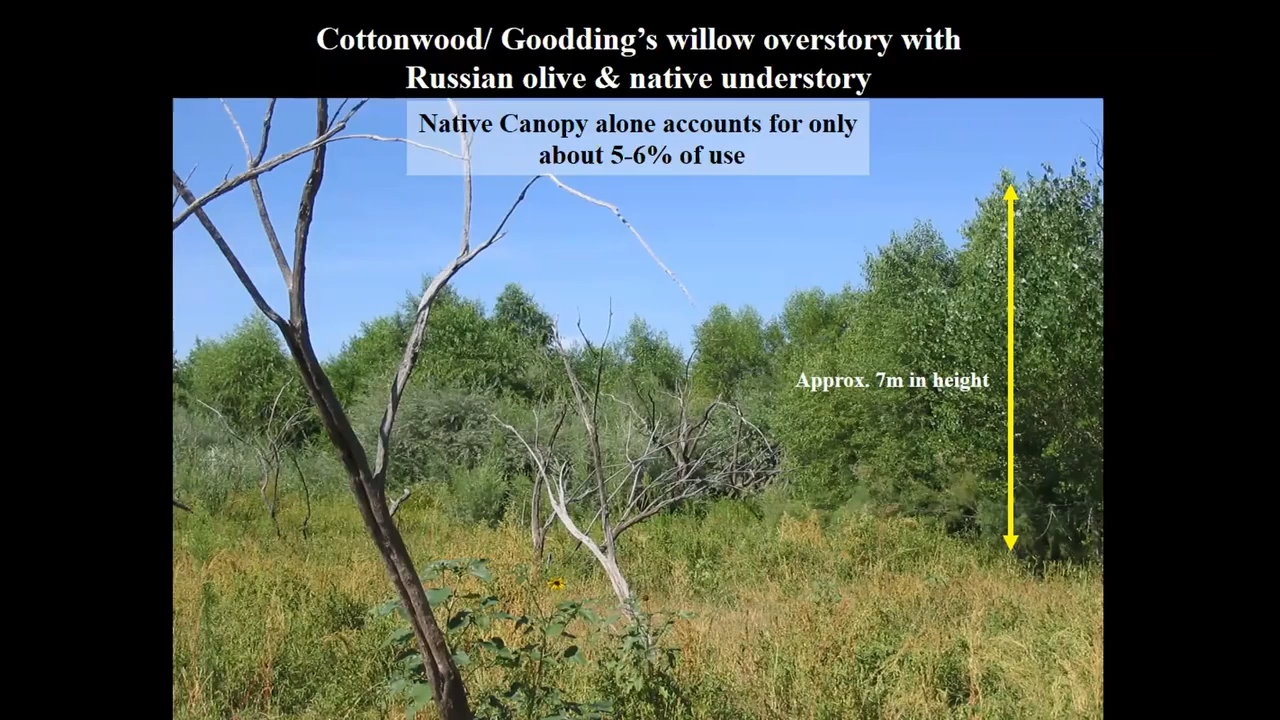 Cottonwood/ Goodding’s willow overstory with
Russian olive & native understory
Native Canopy alone accounts for only
about 5-6% of use
Approx. 7m in height